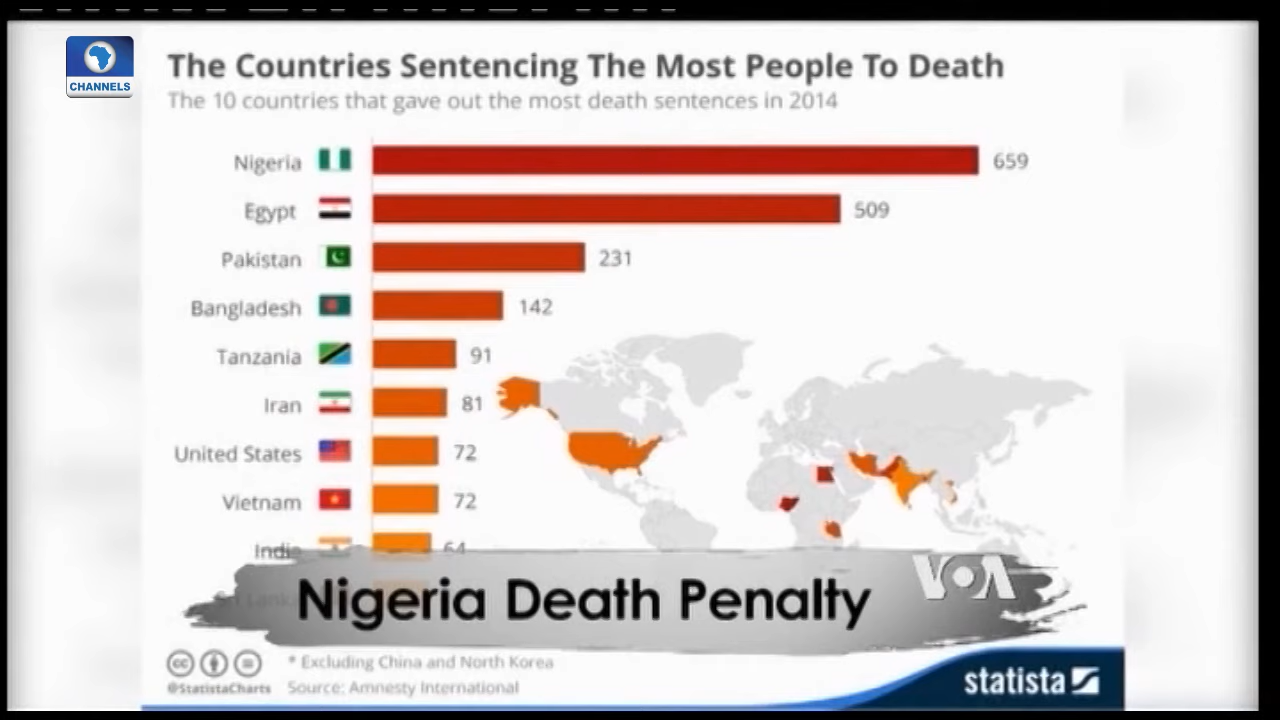 CHANNELS
The Countries Sentencing The Most People To Death
The 10 countries that gave out the most death sentences in 2014
Nigeria 659
Egypt 509
Pakistan 231
Bangladesh 142
Tanzania 91
Iran 81
United States 72
Vietnam 72
India 64
Nigeria Death Penalty
VOA
* Excluding China and North Korea
@StatistaCharts Source: Amnesty International
statista